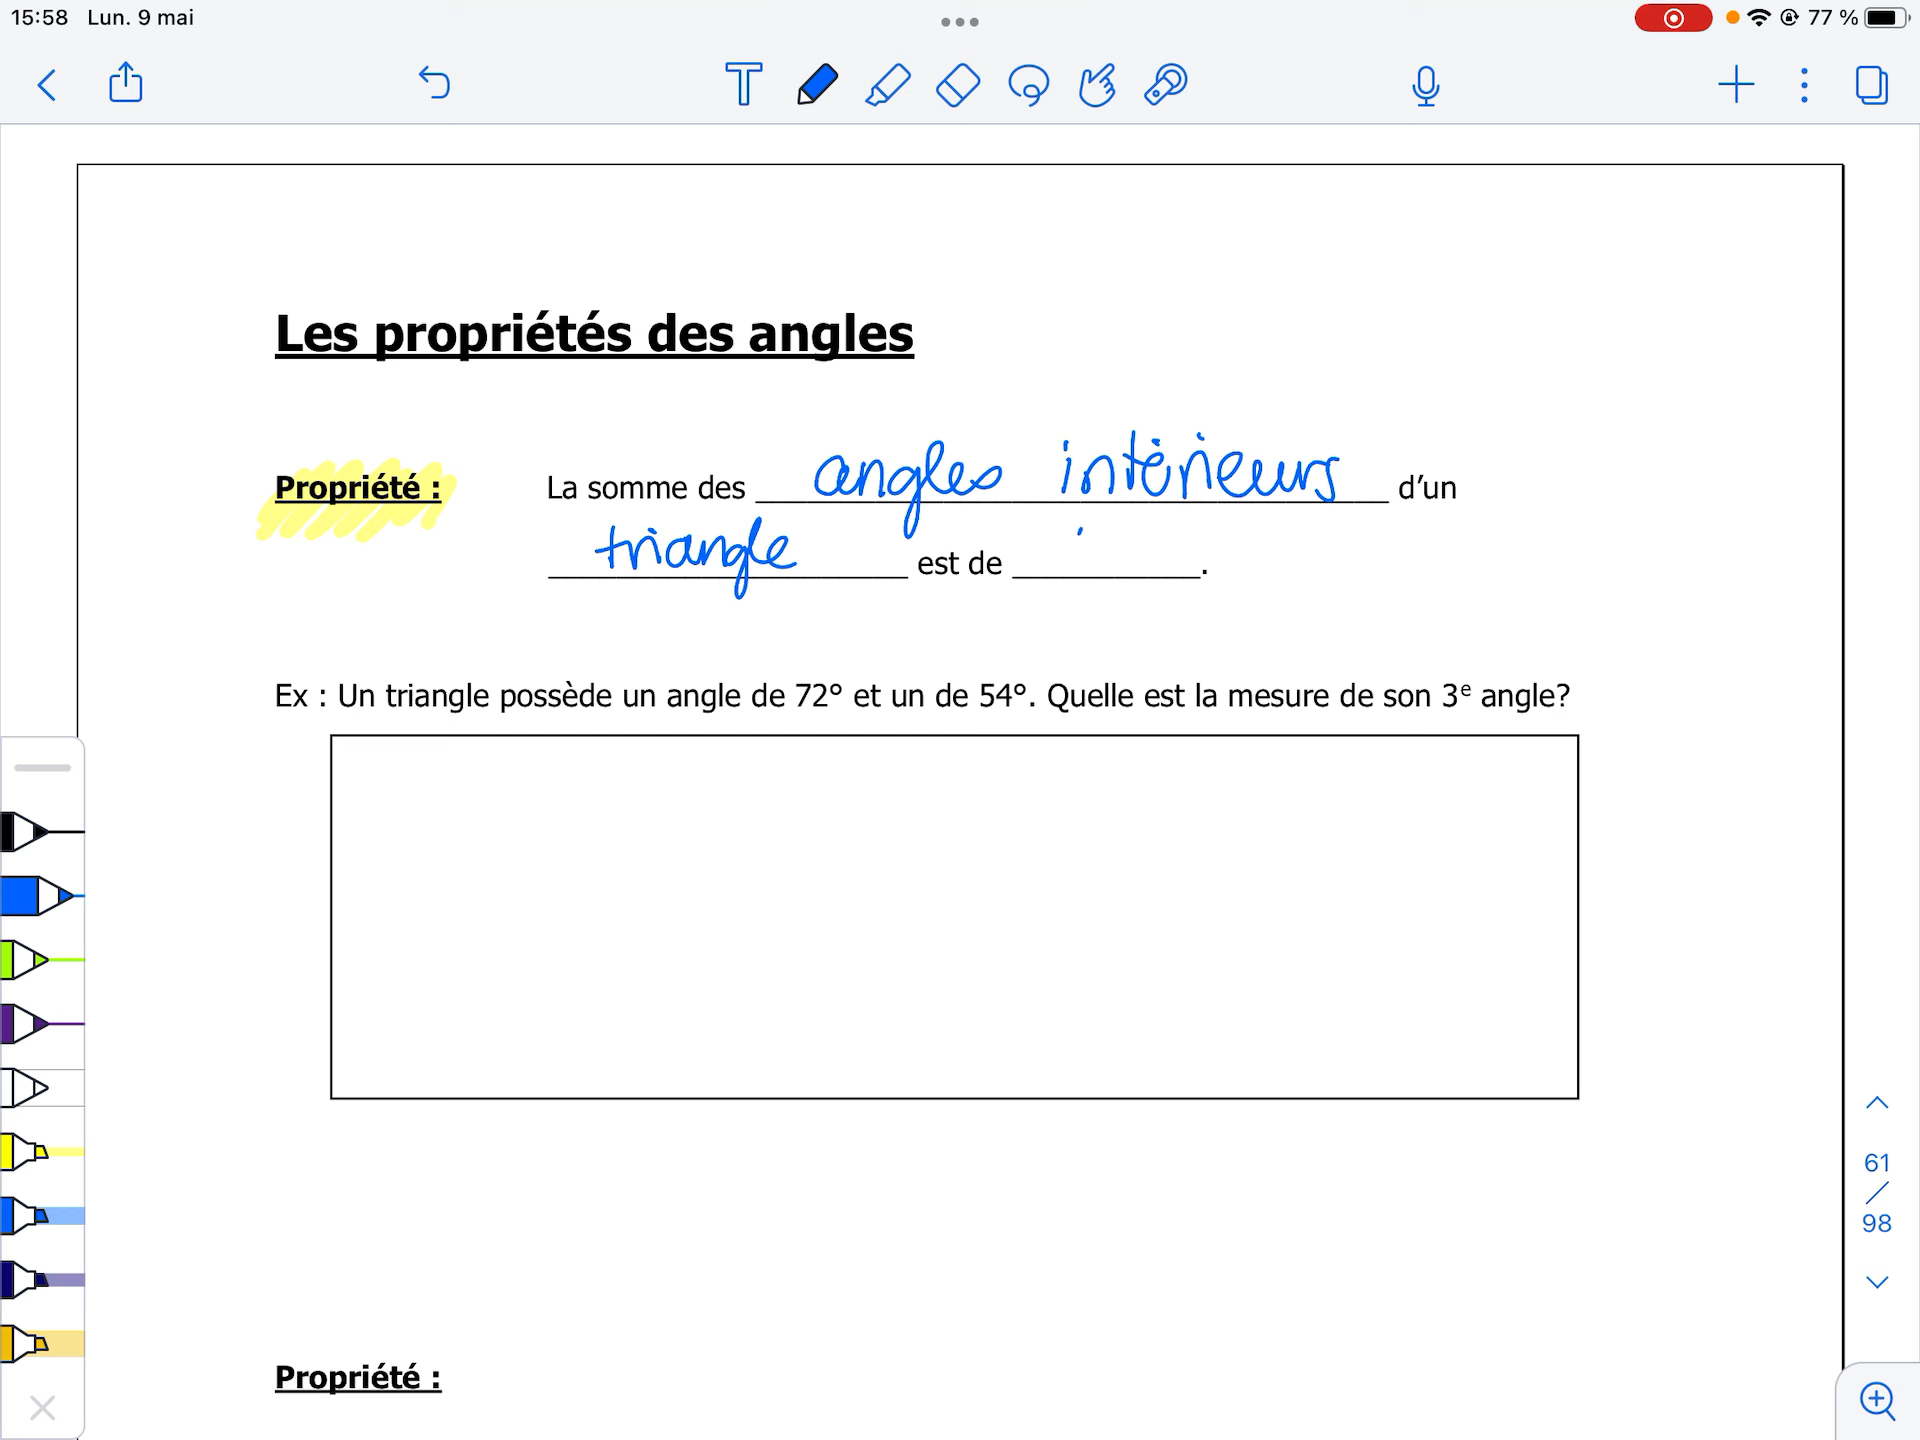 15:58 Lun. 9 mai 77 %
T
Les propriétés des angles
Propriété : La somme des angles intérieurs d’un
triangle est de ___________.
Ex : Un triangle possède un angle de 72° et un de 54°. Quelle est la mesure de son 3e angle?
61
/
98
Propriété :